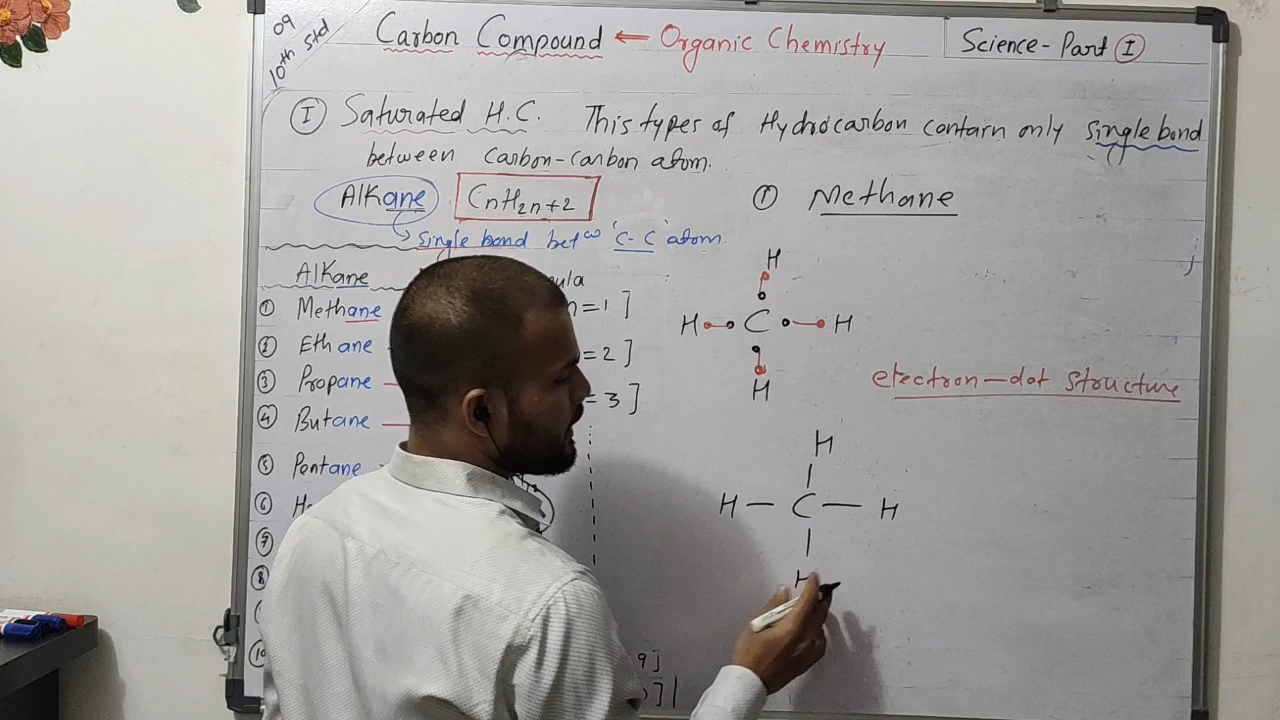 09
10th std
Carbon Compound ← Organic Chemistry
Science-Part I
I Saturated H.C. This types of Hydrocarbon contain only single bond
between Carbon-Carbon atom.
Alkane CnH2n+2
Single bond betn 'C-C' atom.
Alkane
1 Methane n=1 ]
2 Ethane =2 ]
3 Propane = 3 ]
4 Butane
5 Pentane
6 He
7
8
10
9]
1 Methane
H
H C H
H
electron-dot structure
H
H - C - H
H